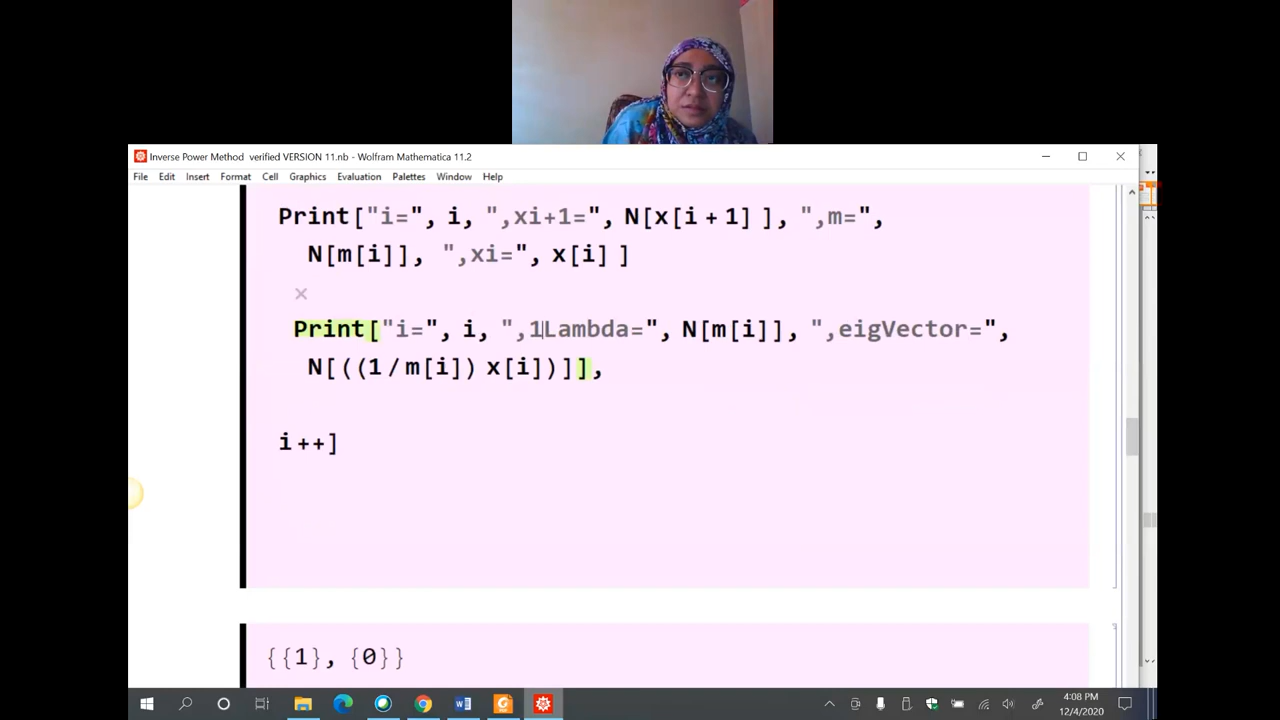 Inverse Power Method verified VERSION 11.nb - Wolfram Mathematica 11.2
File Edit Insert Format Cell Graphics Evaluation Palettes Window Help
Print["i=", i, ",xi+1=", N[x[i+1] ], ",m=",
N[m[i]], ",xi=", x[i] ]
×
Print["i=", i, ",1Lambda=", N[m[i]], ",eigVector=",
N[((1/m[i]) x[i])]],
i++]
{{1}, {0}}
4:08 PM
12/4/2020